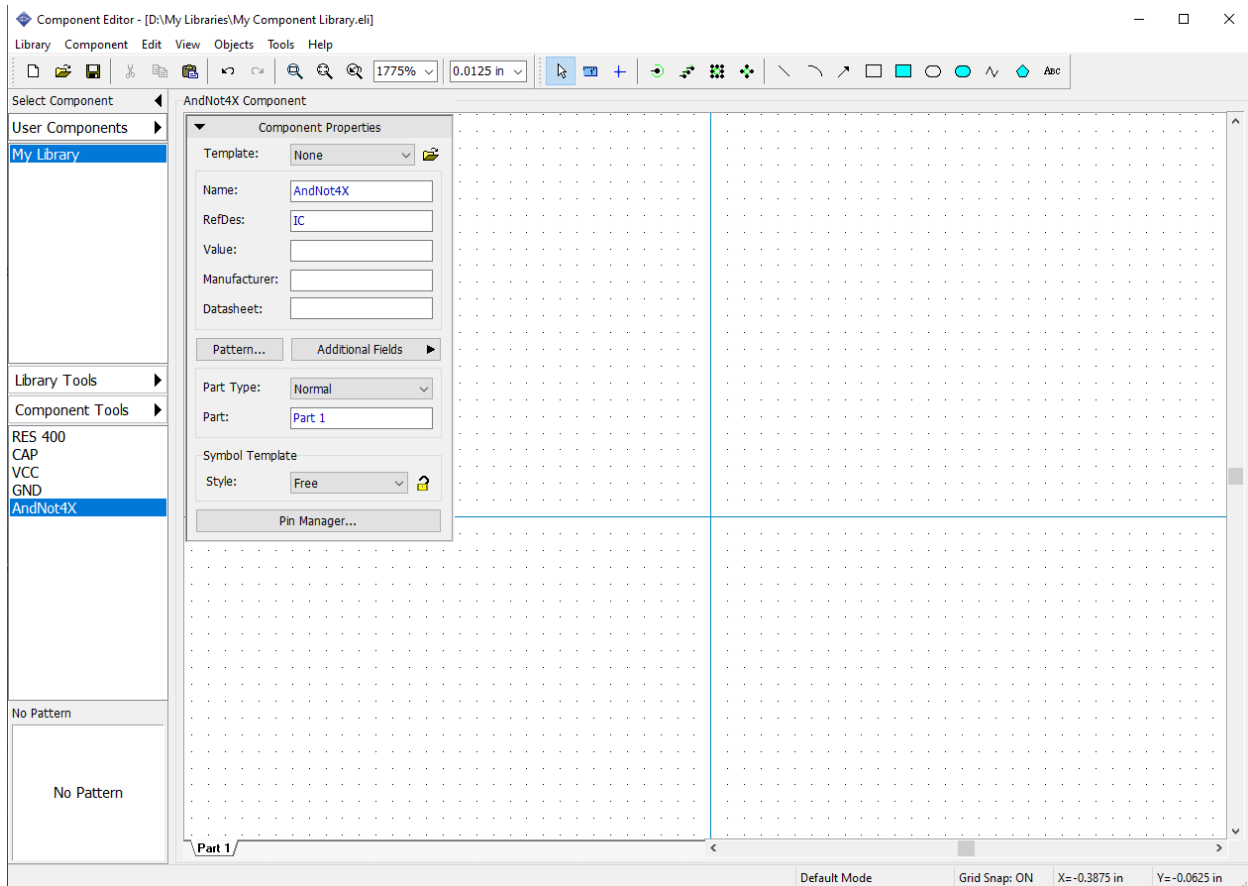 Component Editor - [D:\My Libraries\My Component Library.eli]
Library Component Edit View Objects Tools Help
1775% 0.0125 in ABC
Select Component
AndNot4X Component
User Components
My Library
Component Properties
Template: None
Name: AndNot4X
RefDes: IC
Value:
Manufacturer:
Datasheet:
Pattern... Additional Fields
Part Type: Normal
Part: Part 1
Symbol Template
Style: Free
Pin Manager...
Library Tools
Component Tools
RES 400
CAP
VCC
GND
AndNot4X
No Pattern
No Pattern
Part 1
Default Mode Grid Snap: ON X=-0.3875 in Y=-0.0625 in